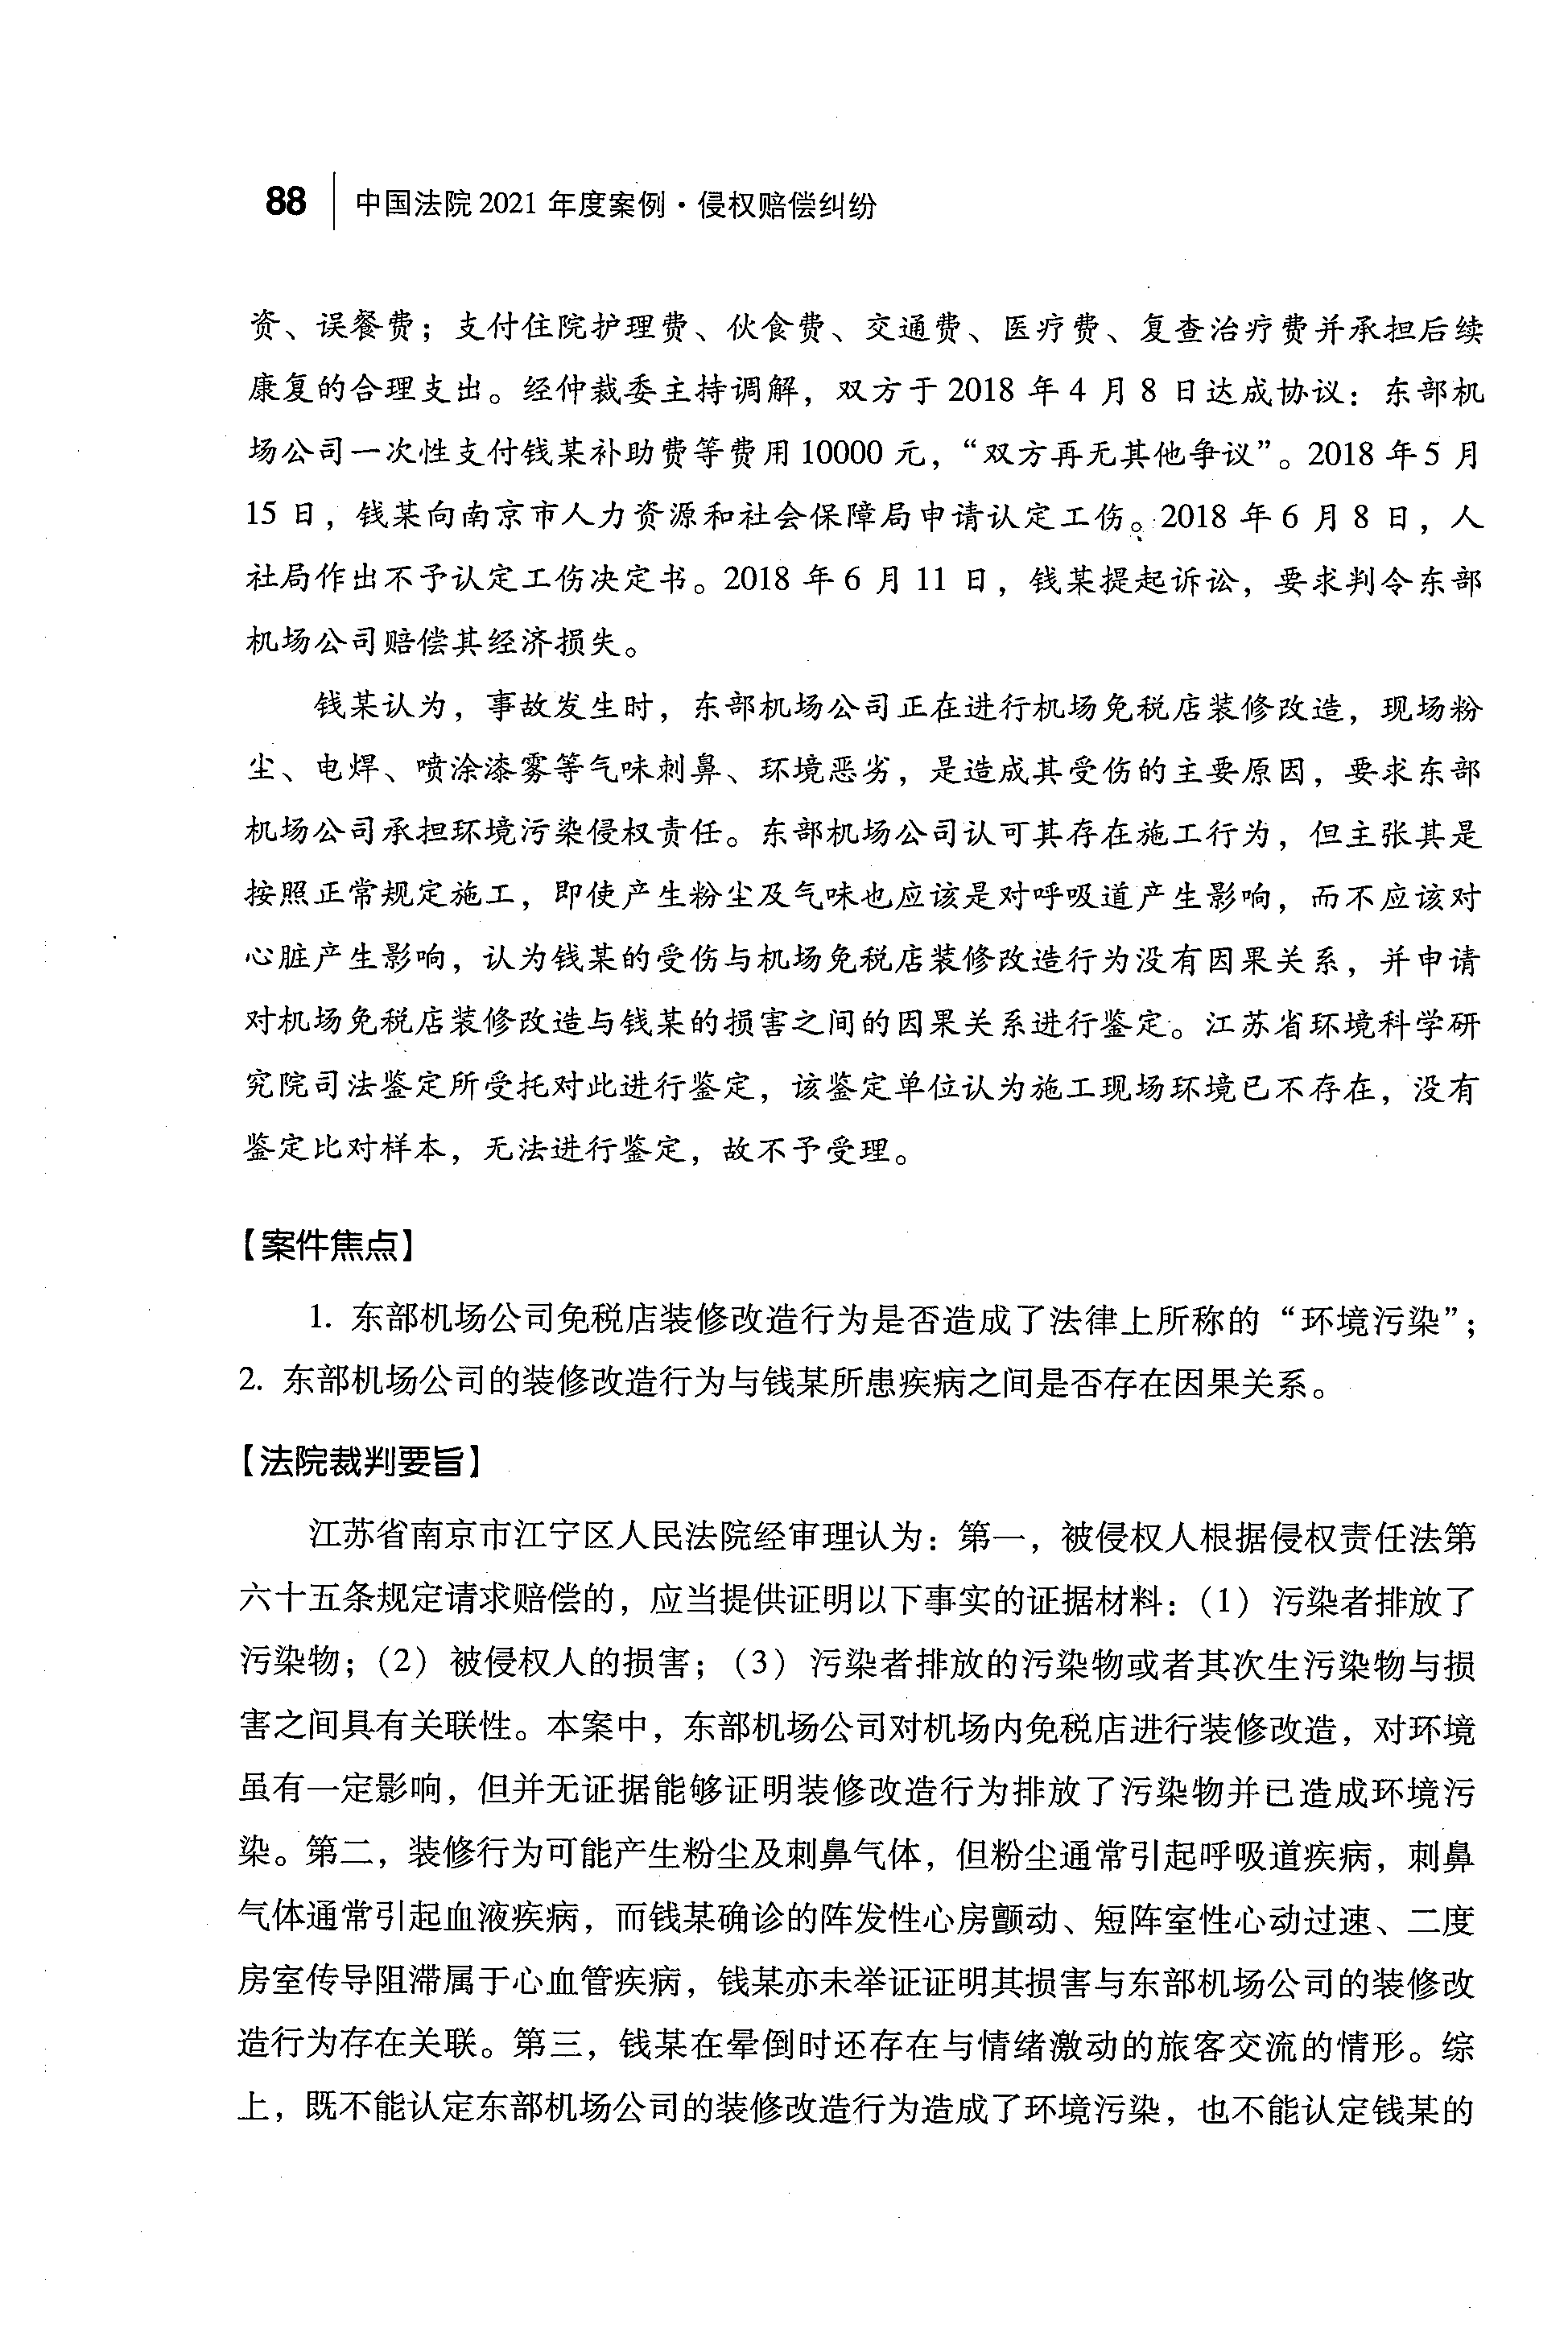 88 中国法院2021年度案例·侵权赔偿纠纷
资、误餐费；支付住院护理费、伙食费、交通费、医疗费、复查治疗费并承担后续
康复的合理支出。经仲裁委主持调解，双方于2018年4月8日达成协议：东部机
场公司一次性支付钱某补助费等费用10000元，“双方再无其他争议”。2018年5月
15日，钱某向南京市人力资源和社会保障局申请认定工伤。2018年6月8日，人
社局作出不予认定工伤决定书。2018年6月11日，钱某提起诉讼，要求判令东部
机场公司赔偿其经济损失。
钱某认为，事故发生时，东部机场公司正在进行机场免税店装修改造，现场粉
尘、电焊、喷涂漆雾等气味刺鼻、环境恶劣，是造成其受伤的主要原因，要求东部
机场公司承担环境污染侵权责任。东部机场公司认可其存在施工行为，但主张其是
按照正常规定施工，即使产生粉尘及气味也应该是对呼吸道产生影响，而不应该对
心脏产生影响，认为钱某的受伤与机场免税店装修改造行为没有因果关系，并申请
对机场免税店装修改造与钱某的损害之间的因果关系进行鉴定。江苏省环境科学研
究院司法鉴定所受托对此进行鉴定，该鉴定单位认为施工现场环境已不存在，没有
鉴定比对样本，无法进行鉴定，故不予受理。
【案件焦点】
1. 东部机场公司免税店装修改造行为是否造成了法律上所称的“环境污染”；
2. 东部机场公司的装修改造行为与钱某所患疾病之间是否存在因果关系。
【法院裁判要旨】
江苏省南京市江宁区人民法院经审理认为：第一，被侵权人根据侵权责任法第
六十五条规定请求赔偿的，应当提供证明以下事实的证据材料：（1）污染者排放了
污染物；（2）被侵权人的损害；（3）污染者排放的污染物或者其次生污染物与损
害之间具有关联性。本案中，东部机场公司对机场内免税店进行装修改造，对环境
虽有一定影响，但并无证据能够证明装修改造行为排放了污染物并已造成环境污
染。第二，装修行为可能产生粉尘及刺鼻气体，但粉尘通常引起呼吸道疾病，刺鼻
气体通常引起血液疾病，而钱某确诊的阵发性心房颤动、短阵室性心动过速、二度
房室传导阻滞属于心血管疾病，钱某亦未举证证明其损害与东部机场公司的装修改
造行为存在关联。第三，钱某在晕倒时还存在与情绪激动的旅客交流的情形。综
上，既不能认定东部机场公司的装修改造行为造成了环境污染，也不能认定钱某的